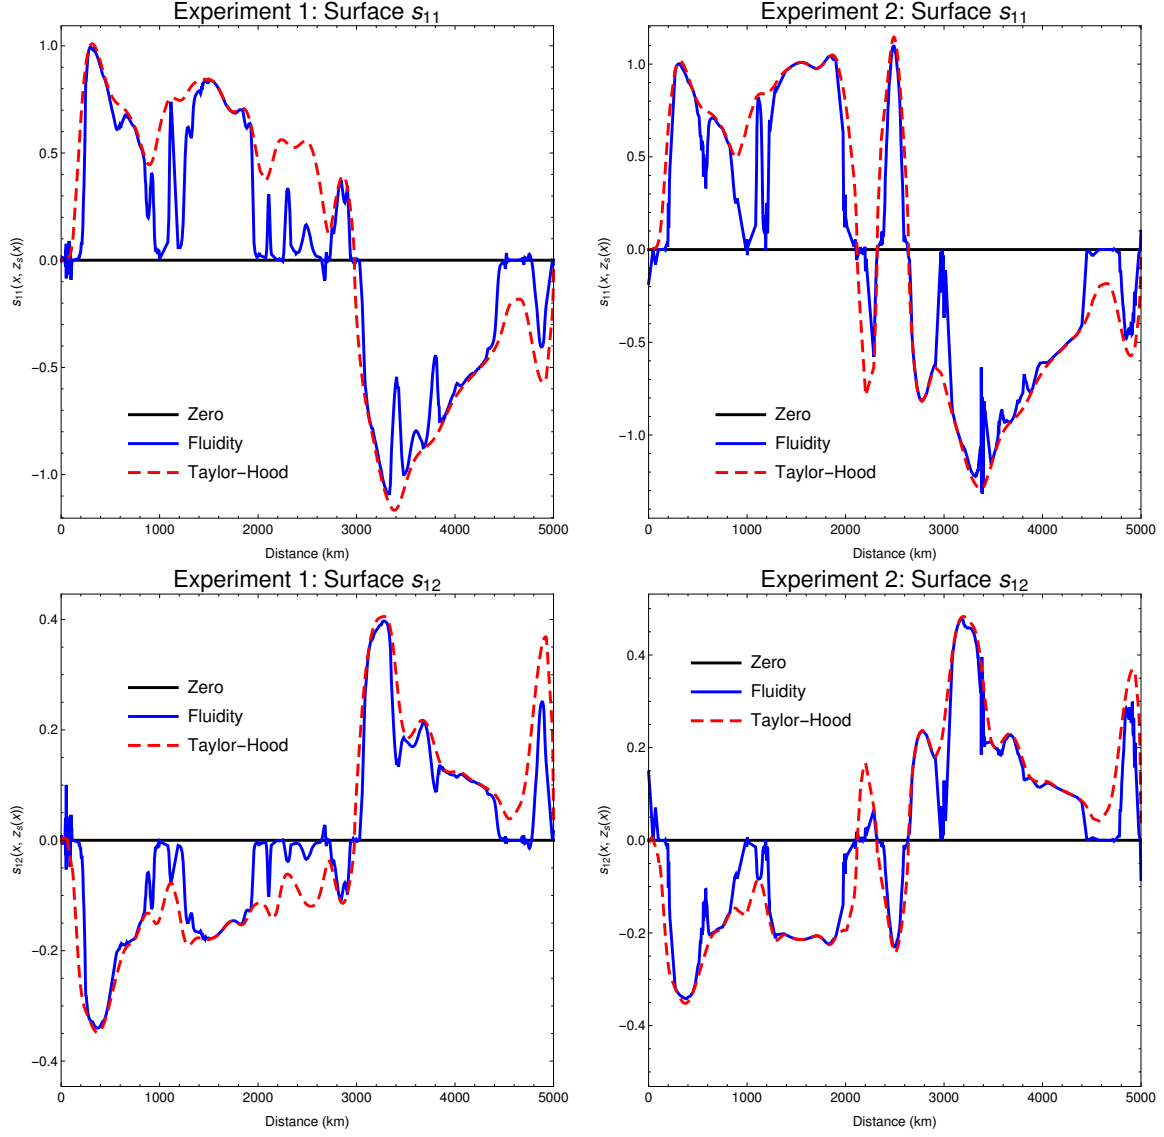 Experiment 1: Surface s11
1.0
0.5
0.0
−0.5
−1.0
s11(x, zs(x))
Zero
Fluidity
Taylor−Hood
0 1000 2000 3000 4000 5000
Distance (km)
Experiment 2: Surface s11
1.0
0.5
0.0
−0.5
−1.0
s11(x, zs(x))
Zero
Fluidity
Taylor−Hood
0 1000 2000 3000 4000 5000
Distance (km)
Experiment 1: Surface s12
0.4
0.2
0.0
−0.2
−0.4
s12(x, zs(x))
Zero
Fluidity
Taylor−Hood
0 1000 2000 3000 4000 5000
Distance (km)
Experiment 2: Surface s12
0.4
0.2
0.0
−0.2
−0.4
s12(x, zs(x))
Zero
Fluidity
Taylor−Hood
0 1000 2000 3000 4000 5000
Distance (km)